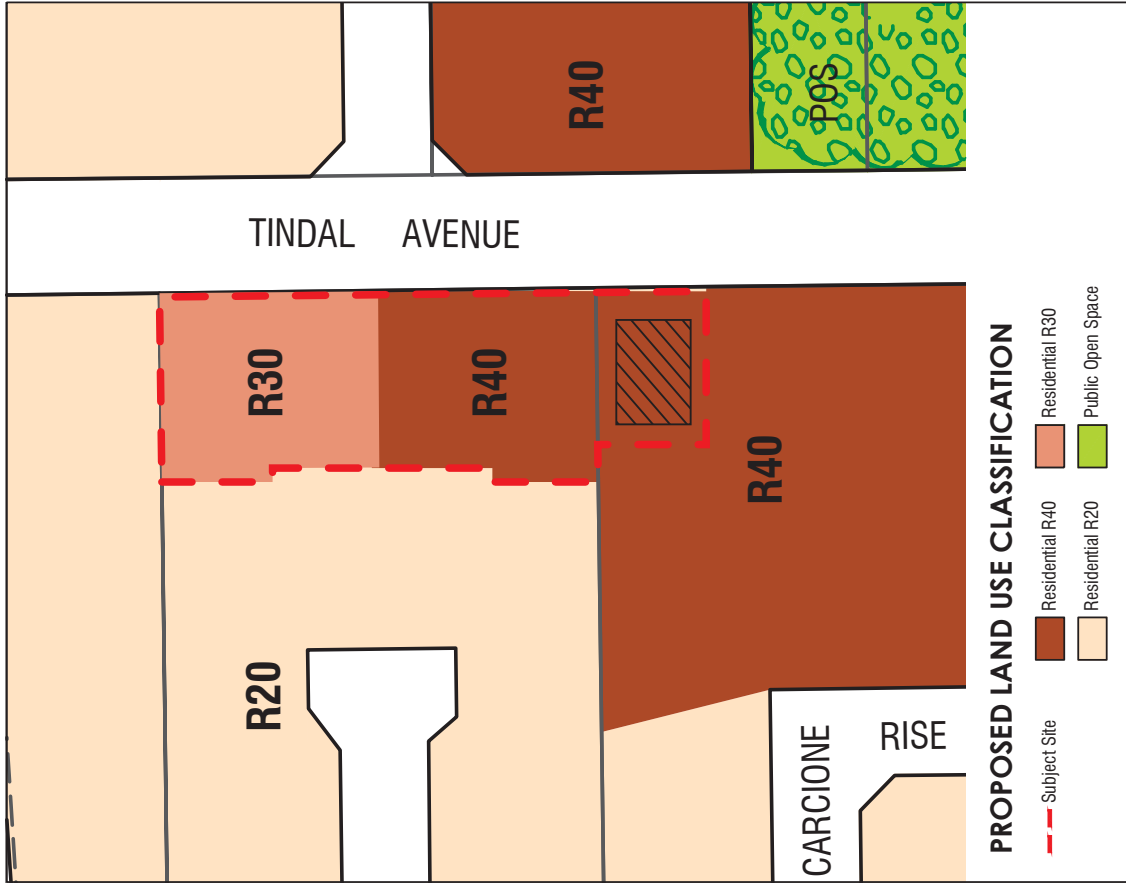 R40
POS
TINDAL AVENUE
R30
R40
R40
R20
CARCIONE
RISE
PROPOSED LAND USE CLASSIFICATION
Subject Site
Residential R40
Residential R30
Residential R20
Public Open Space